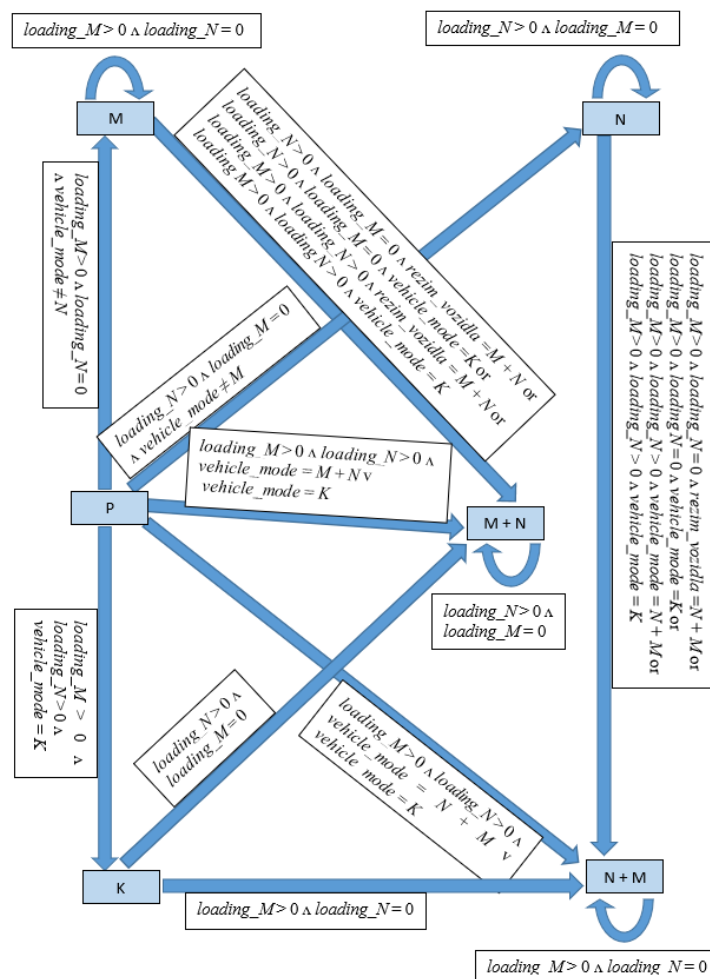 loading_M > 0 ∧ loading_N = 0
loading_N > 0 ∧ loading_M = 0
M
N
loading_N > 0 ∧ loading_M = 0 ∧ rezim_vozidla = M + N or
loading_N > 0 ∧ loading_M = 0 ∧ vehicle_mode = K or
loading_M > 0 ∧ loading_N > 0 ∧ rezim_vozidla = M + N or
loading M > 0 ∧ loading N > 0 ∧ vehicle_mode = K
loading_M > 0 ∧ loading_N = 0
∧ vehicle_mode ≠ N
loading_N > 0 ∧ loading_M = 0
∧ vehicle_mode ≠ M
loading_M > 0 ∧ loading_N = 0 ∧ rezim_vozidla = N + M or
loading_M > 0 ∧ loading N = 0 ∧ vehicle_mode = K or
loading_M > 0 ∧ loading_N > 0 ∧ vehicle_mode = N + M or
loading_M > 0 ∧ loading_N > 0 ∧ vehicle_mode = K
loading_M > 0 ∧ loading_N > 0 ∧
vehicle_mode = M + N ∨
vehicle_mode = K
P
M + N
loading_N > 0 ∧
loading_M = 0
loading_M > 0 ∧
loading_N > 0 ∧
vehicle_mode = K
loading_N > 0 ∧
loading_M = 0
loading_M > 0 ∧ loading_N > 0 ∧
vehicle_mode = N + M ∨
vehicle_mode = K
K
N + M
loading_M > 0 ∧ loading_N = 0
loading_M > 0 ∧ loading_N = 0